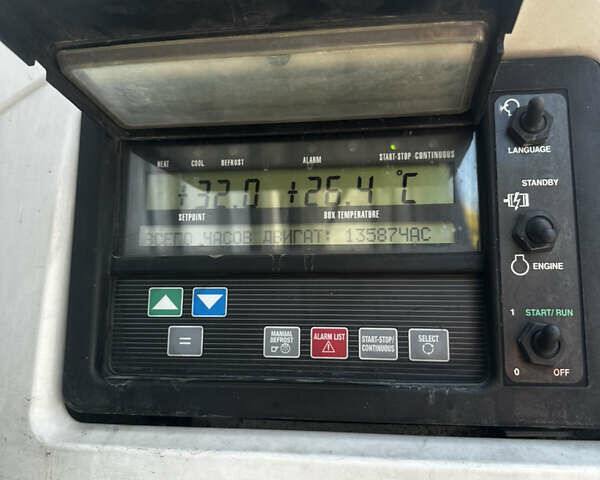 HEAT COOL DEFROST ALARM START-STOP CONTINUOUS
+32.0 +26.4 °C
SETPOINT BOX TEMPERATURE
ВСЕГО ЧАСОВ ДВИГАТ: 13587ЧАС
=
MANUAL DEFROST
ALARM LIST
START-STOP/ CONTINUOUS
SELECT
LANGUAGE
STANDBY
ENGINE
1 START/RUN
0 OFF